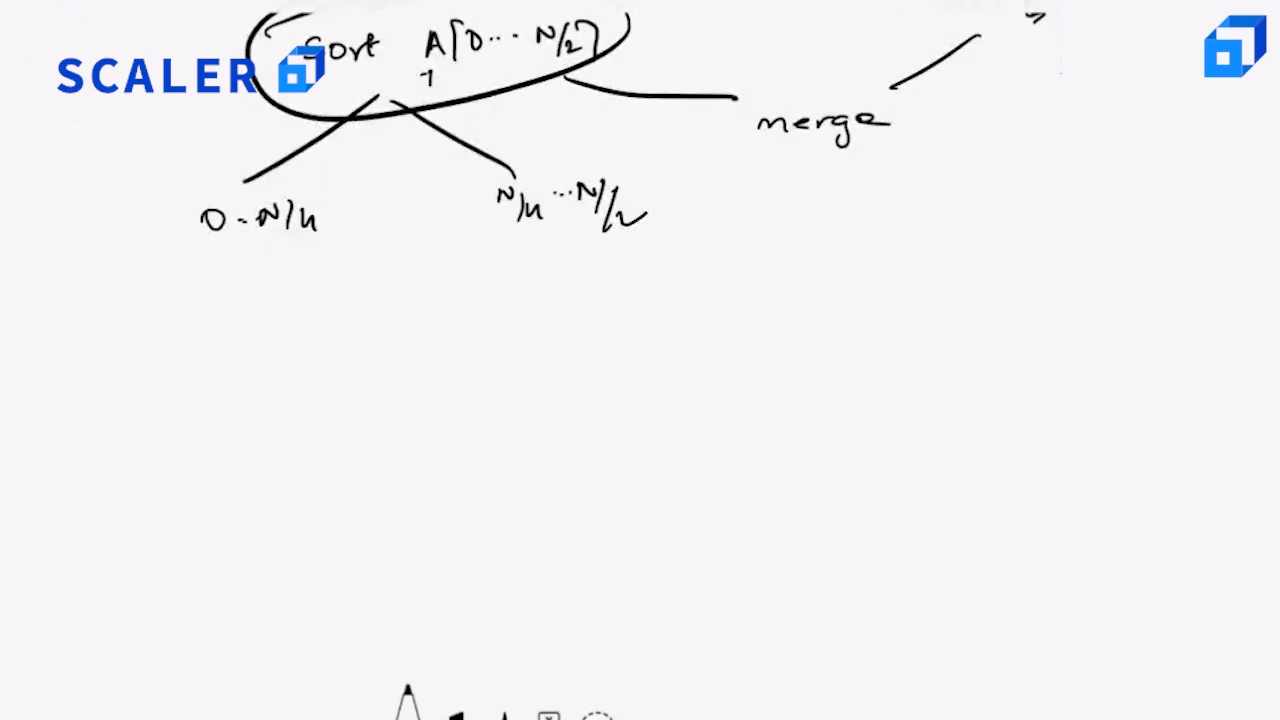 Sort A[0... N/2]
SCALER
merge
0 - N/4
N/4 ... N/2